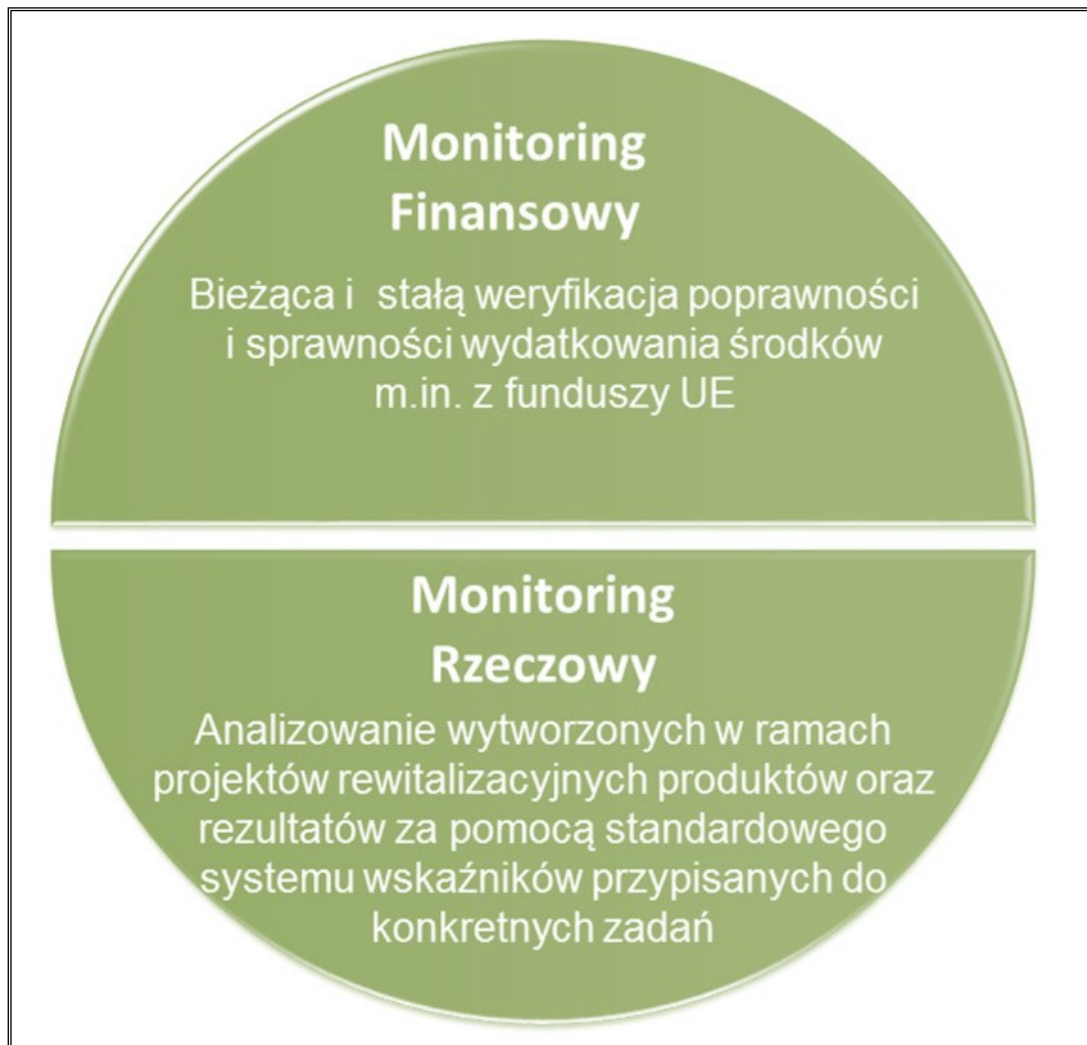 Monitoring
Finansowy
Bieżąca i  stałą weryfikacja poprawności
i sprawności wydatkowania środków
m.in. z funduszy UE
Monitoring
Rzeczowy
Analizowanie wytworzonych w ramach
projektów rewitalizacyjnych produktów oraz
rezultatów za pomocą standardowego
systemu wskaźników przypisanych do
konkretnych zadań